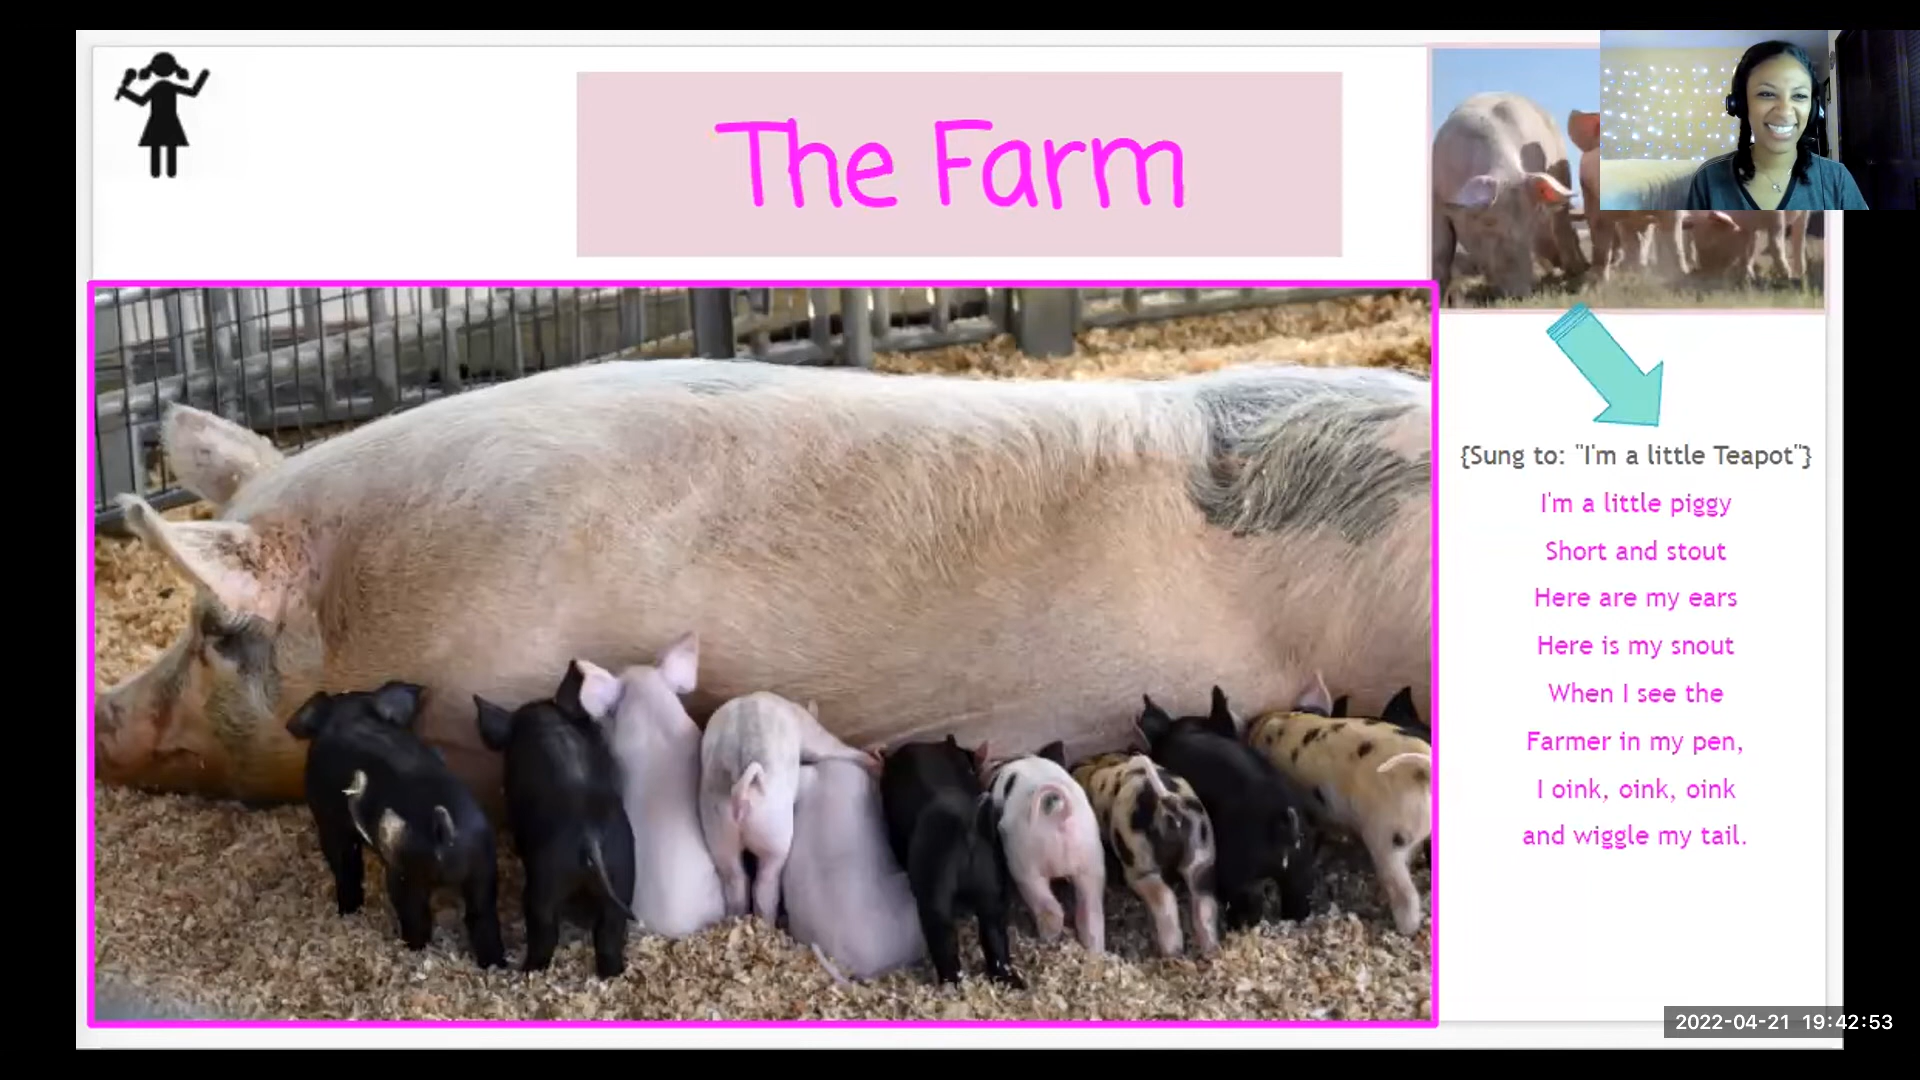 The Farm
{Sung to: "I'm a little Teapot"}
I'm a little piggy
Short and stout
Here are my ears
Here is my snout
When I see the
Farmer in my pen,
I oink, oink, oink
and wiggle my tail.
2022-04-21 19:42:53